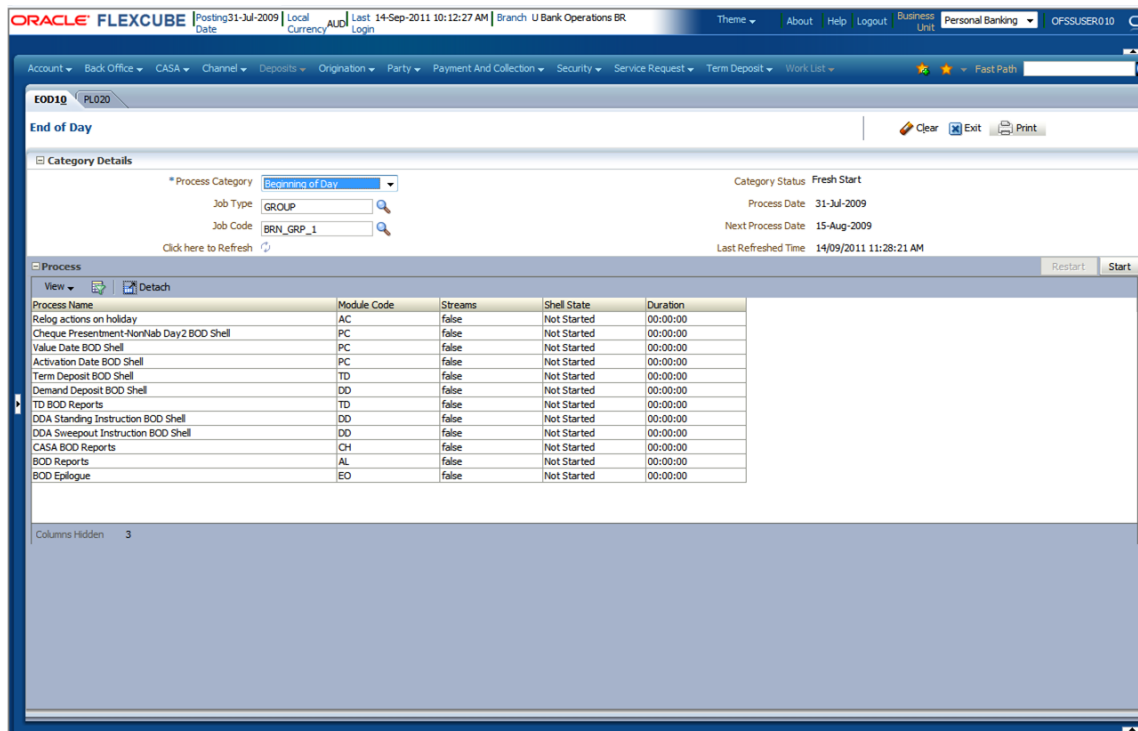 ORACLE FLEXCUBE Posting Date 31-Jul-2009 Local Currency AUD Last Login 14-Sep-2011 10:12:27 AM Branch U Bank Operations BR Theme About Help Logout Business Unit Personal Banking OFSSUSER010
Account Back Office CASA Channel Deposits Origination Party Payment And Collection Security Service Request Term Deposit Work List Fast Path
EOD10 PL020
End of Day Clear Exit Print
Category Details
* Process Category Beginning of Day Category Status Fresh Start
Job Type GROUP Process Date 31-Jul-2009
Job Code BRN_GRP_1 Next Process Date 15-Aug-2009
Click here to Refresh Last Refreshed Time 14/09/2011 11:28:21 AM
Process Restart Start
View Detach
Process Name Module Code Streams Shell State Duration
Relog actions on holiday AC false Not Started 00:00:00
Cheque Presentment-NonNab Day2 BOD Shell PC false Not Started 00:00:00
Value Date BOD Shell PC false Not Started 00:00:00
Activation Date BOD Shell PC false Not Started 00:00:00
Term Deposit BOD Shell TD false Not Started 00:00:00
Demand Deposit BOD Shell DD false Not Started 00:00:00
TD BOD Reports TD false Not Started 00:00:00
DDA Standing Instruction BOD Shell DD false Not Started 00:00:00
DDA Sweepout Instruction BOD Shell DD false Not Started 00:00:00
CASA BOD Reports CH false Not Started 00:00:00
BOD Reports AL false Not Started 00:00:00
BOD Epilogue EO false Not Started 00:00:00
Columns Hidden 3